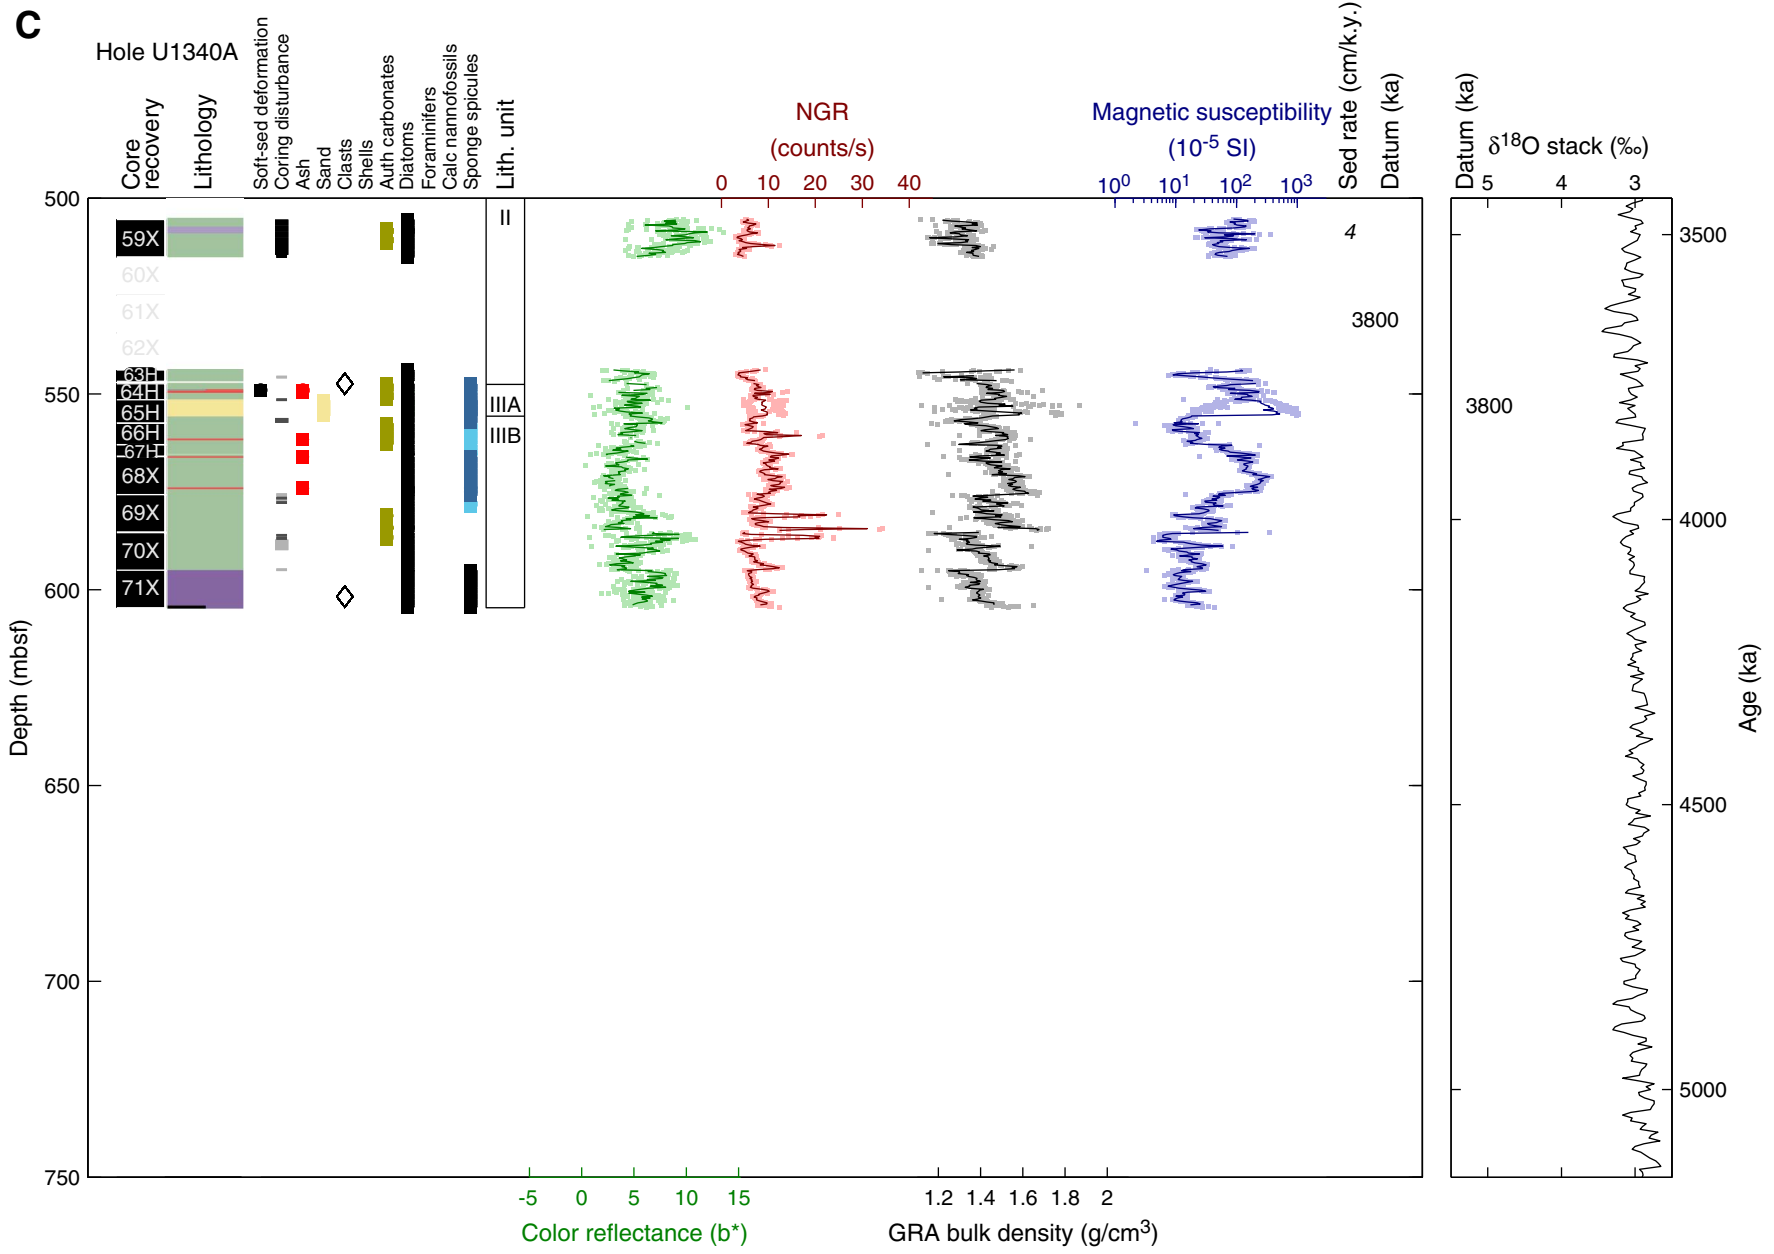 C
Hole U1340A
Core recovery
Lithology
Soft-sed deformation
Coring disturbance
Ash
Sand
Clasts
Shells
Auth carbonates
Diatoms
Foraminifers
Calc nannofossils
Sponge spicules
Lith. unit
NGR
(counts/s)
0 10 20 30 40
Magnetic susceptibility
(10⁻⁵ SI)
10⁰ 10¹ 10² 10³
Sed rate (cm/k.y.)
Datum (ka)
Datum (ka)
δ¹⁸O stack (‰)
5 4 3
500
550
600
650
700
750
Depth (mbsf)
59X
60X
61X
62X
63H
64H
65H
66H
67H
68X
69X
70X
71X
II
IIIA
IIIB
4
3800
3800
3500
4000
4500
5000
Age (ka)
-5 0 5 10 15
Color reflectance (b*)
1.2 1.4 1.6 1.8 2
GRA bulk density (g/cm³)